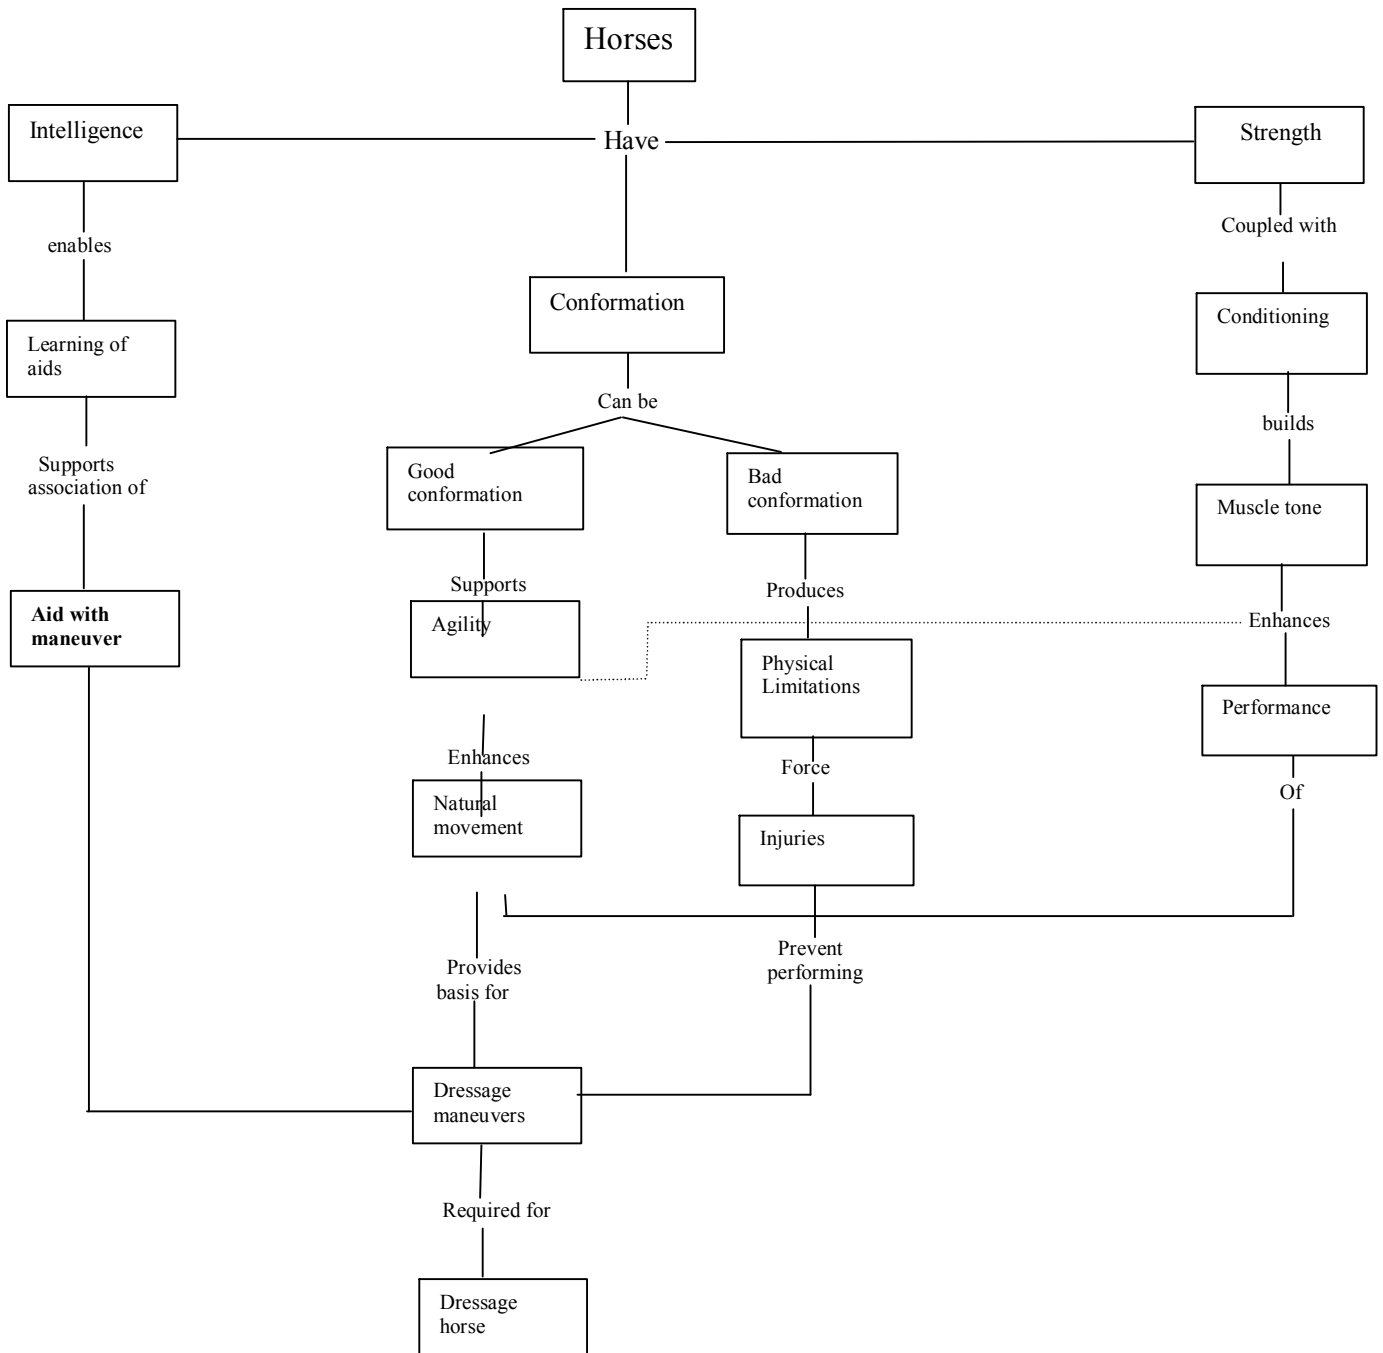 Horses
Intelligence
Have
Strength
enables
Coupled with
Conformation
Conditioning
Learning of
aids
Can be
builds
Supports
association of
Good
conformation
Bad
conformation
Muscle tone
Supports
Produces
Aid with
maneuver
Agility
Enhances
Physical
Limitations
Performance
Enhances
Force
Of
Natural
movement
Injuries
Provides
basis for
Prevent
performing
Dressage
maneuvers
Required for
Dressage
horse